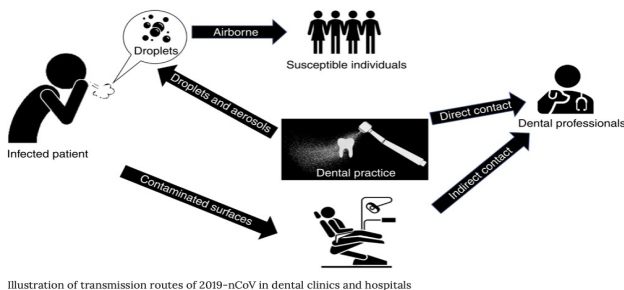 Droplets
Airborne
Susceptible individuals
Infected patient
Droplets and aerosols
Dental practice
Direct contact
Dental professionals
Contaminated surfaces
Indirect contact
Illustration of transmission routes of 2019-nCoV in dental clinics and hospitals